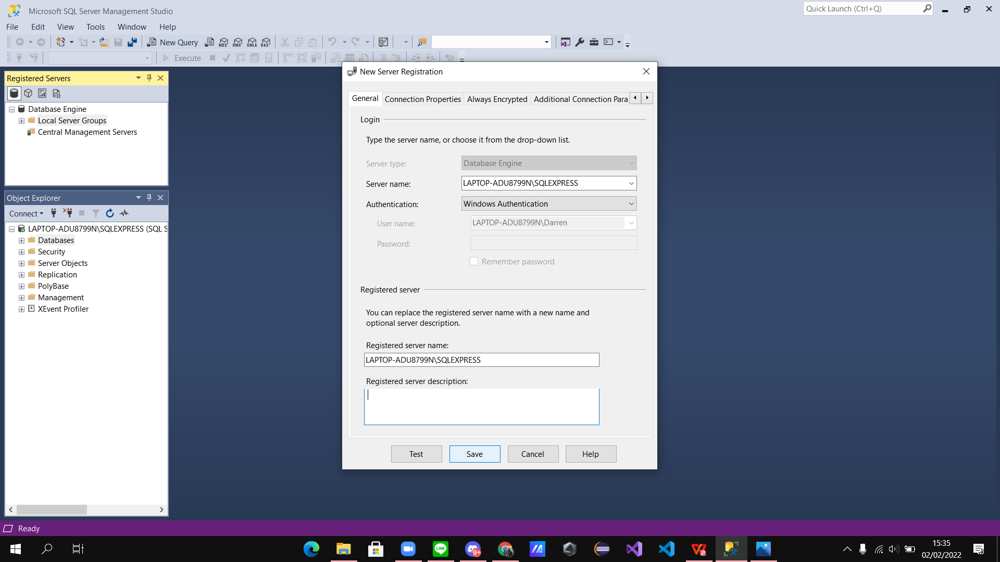 Microsoft SQL Server Management Studio
Quick Launch (Ctrl+Q)
File Edit View Tools Window Help
New Query MDX DMX XMLA DAX
Execute
Registered Servers
Database Engine
Local Server Groups
Central Management Servers
Object Explorer
Connect
LAPTOP-ADU8799N\SQLEXPRESS (SQL S
Databases
Security
Server Objects
Replication
PolyBase
Management
XEvent Profiler
New Server Registration
General Connection Properties Always Encrypted Additional Connection Para
Login
Type the server name, or choose it from the drop-down list.
Server type: Database Engine
Server name: LAPTOP-ADU8799N\SQLEXPRESS
Authentication: Windows Authentication
User name: LAPTOP-ADU8799N\Darren
Password:
Remember password
Registered server
You can replace the registered server name with a new name and
optional server description.
Registered server name:
LAPTOP-ADU8799N\SQLEXPRESS
Registered server description:
Test Save Cancel Help
Ready
LINE
9+
15:35
02/02/2022